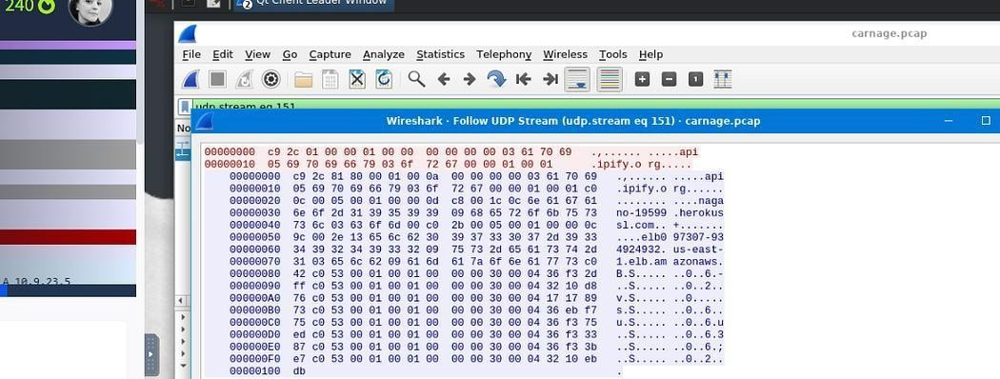 240
2
Qt Client Leader Window
carnage.pcap
File Edit View Go Capture Analyze Statistics Telephony Wireless Tools Help
udp.stream eq 151
No
Wireshark · Follow UDP Stream (udp.stream eq 151) · carnage.pcap
00000000 c9 2c 01 00 00 01 00 00 00 00 00 00 03 61 70 69 .,...... .....api
00000010 05 69 70 69 66 79 03 6f 72 67 00 00 01 00 01 .ipify.o rg.....
00000000 c9 2c 81 80 00 01 00 0a 00 00 00 00 03 61 70 69 .,...... .....api
00000010 05 69 70 69 66 79 03 6f 72 67 00 00 01 00 01 c0 .ipify.o rg......
00000020 0c 00 05 00 01 00 00 0d c8 00 1c 0c 6e 61 67 61 ........ ....naga
00000030 6e 6f 2d 31 39 35 39 39 09 68 65 72 6f 6b 75 73 no-19599 .herokus
00000040 73 6c 03 63 6f 6d 00 c0 2b 00 05 00 01 00 00 0c sl.com.. +.......
00000050 9c 00 2e 13 65 6c 62 30 39 37 33 30 37 2d 39 33 ....elb0 97307-93
00000060 34 39 32 34 39 33 32 09 75 73 2d 65 61 73 74 2d 4924932. us-east-
00000070 31 03 65 6c 62 09 61 6d 61 7a 6f 6e 61 77 73 c0 1.elb.am azonaws.
00000080 42 c0 53 00 01 00 01 00 00 00 30 00 04 36 f3 2d B.S..... ..0..6.-
00000090 ff c0 53 00 01 00 01 00 00 00 30 00 04 32 10 d8 ..S..... ..0..2..
000000A0 76 c0 53 00 01 00 01 00 00 00 30 00 04 17 17 89 v.S..... ..0.....
000000B0 73 c0 53 00 01 00 01 00 00 00 30 00 04 36 eb f7 s.S..... ..0..6..
000000C0 75 c0 53 00 01 00 01 00 00 00 30 00 04 36 f3 75 u.S..... ..0..6.u
000000D0 ed c0 53 00 01 00 01 00 00 00 30 00 04 36 f3 33 ..S..... ..0..6.3
000000E0 87 c0 53 00 01 00 01 00 00 00 30 00 04 36 f3 3b ..S..... ..0..6.;
000000F0 e7 c0 53 00 01 00 01 00 00 00 30 00 04 32 10 eb ..S..... ..0..2..
00000100 db .
A 10.9.23.5